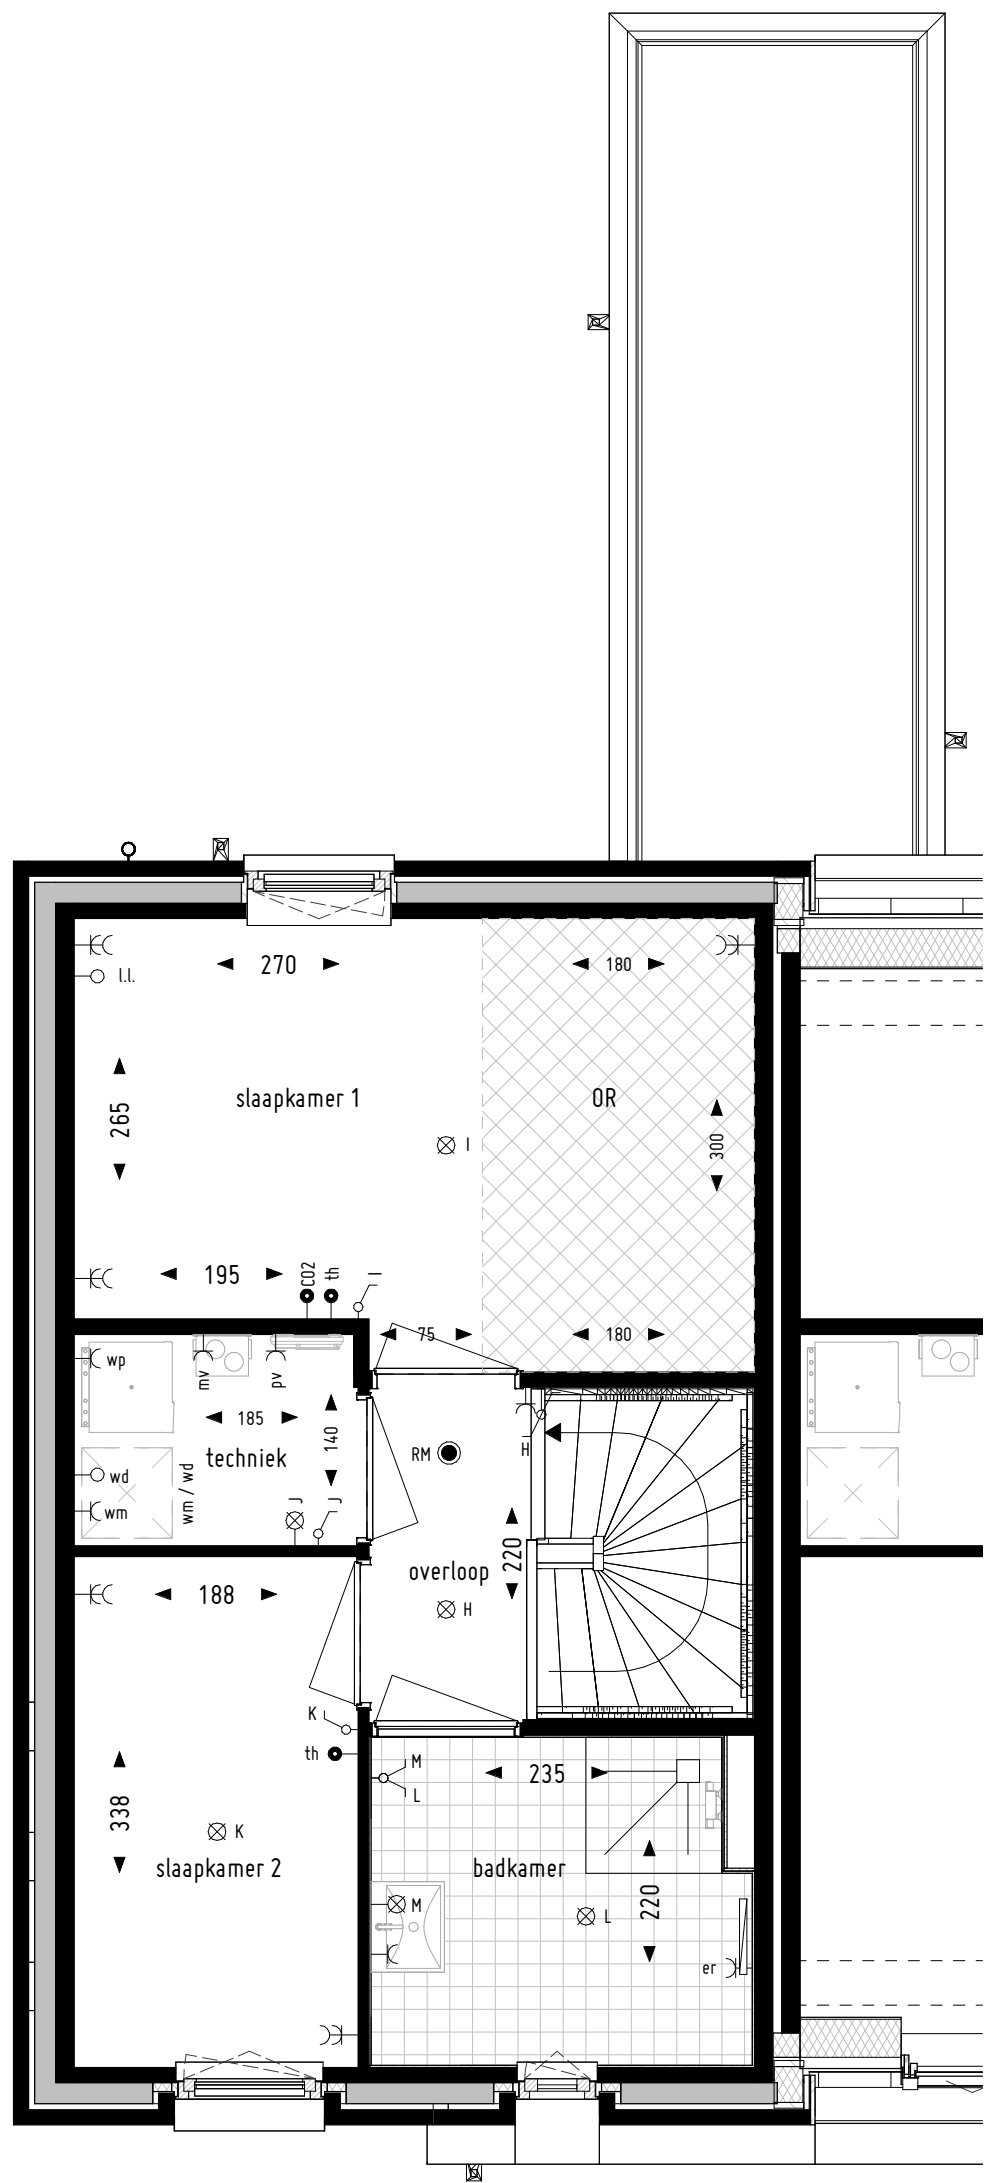 270
180
l.l.
265
slaapkamer 1
OR
300
I
195
CO2
th
I
75
180
wp
mv
pv
185
140
techniek
RM
H
wd
wm
wm / wd
J
J
220
overloop
188
H
K
th
M
L
235
338
K
slaapkamer 2
badkamer
220
M
L
er